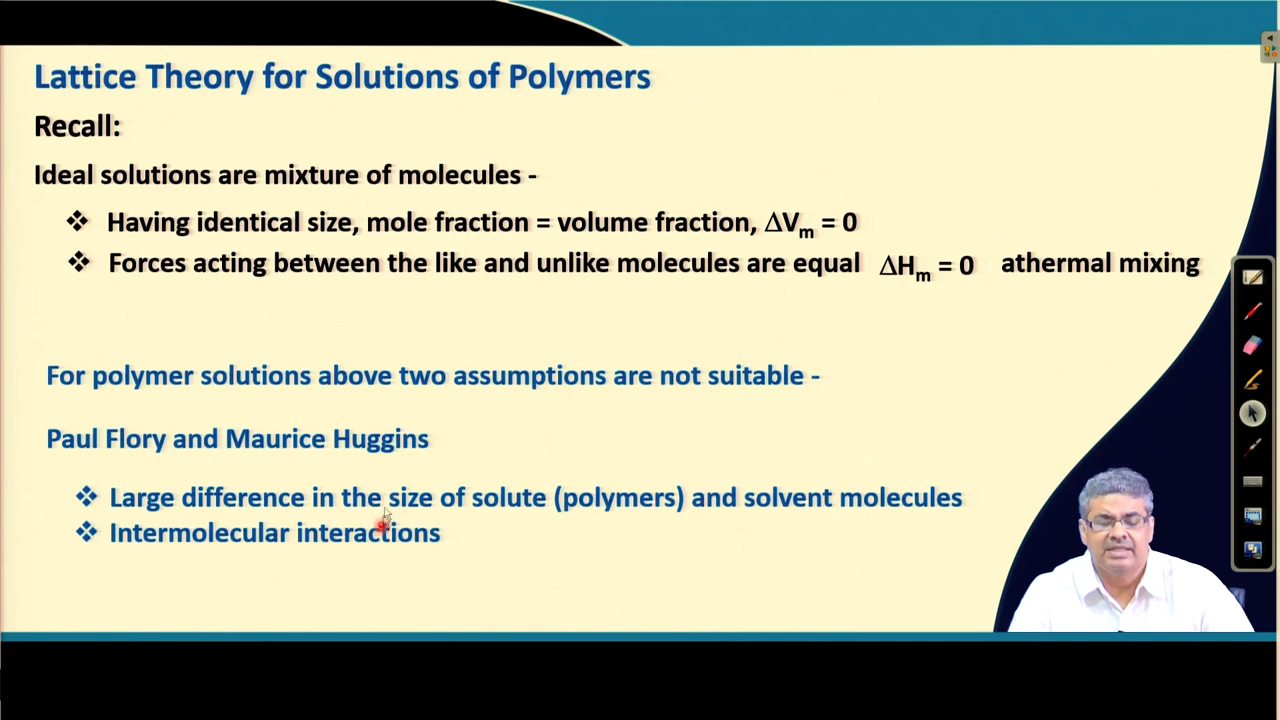 Lattice Theory for Solutions of Polymers
Recall:
Ideal solutions are mixture of molecules -
❖ Having identical size, mole fraction = volume fraction, ΔVm = 0
❖ Forces acting between the like and unlike molecules are equal ΔHm = 0 athermal mixing
For polymer solutions above two assumptions are not suitable -
Paul Flory and Maurice Huggins
❖ Large difference in the size of solute (polymers) and solvent molecules
❖ Intermolecular interactions